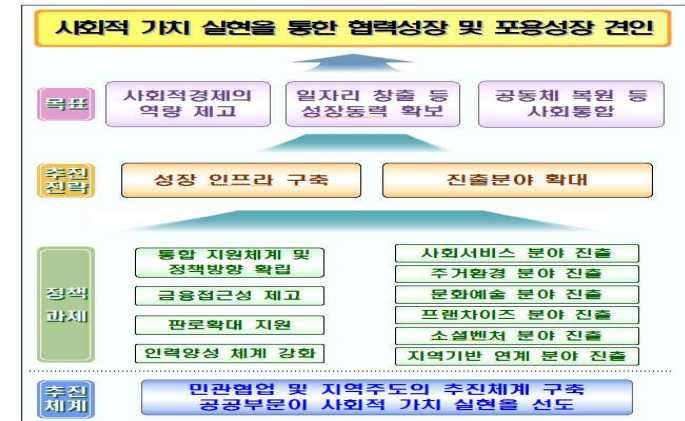 사회적 가치 실현을 통한 협력성장 및 포용성장 견인
목표
사회적경제의
역량 제고
일자리 창출 등
성장동력 확보
공동체 복원 등
사회통합
추진
전략
성장 인프라 구축
진출분야 확대
정책
과제
통합 지원체계 및
정책방향 확립
금융접근성 제고
판로확대 지원
인력양성 체계 강화
사회서비스 분야 진출
주거환경 분야 진출
문화예술 분야 진출
프랜차이즈 분야 진출
소셜벤처 분야 진출
지역기반 연계 분야 진출
추진
체계
민관협업 및 지역주도의 추진체계 구축
공공부문이 사회적 가치 실현을 선도